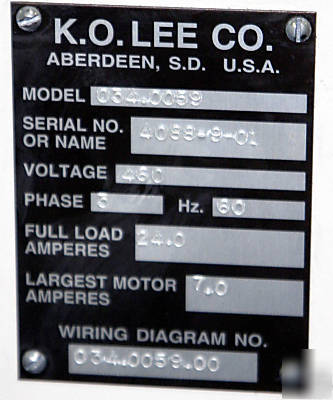 K.O. LEE CO.
ABERDEEN, S.D. U.S.A.
MODEL 034.0059
SERIAL NO. OR NAME 4088-9-01
VOLTAGE 460
PHASE 3 Hz. 60
FULL LOAD AMPERES 24.0
LARGEST MOTOR AMPERES 7.0
WIRING DIAGRAM NO.
034.0059.00